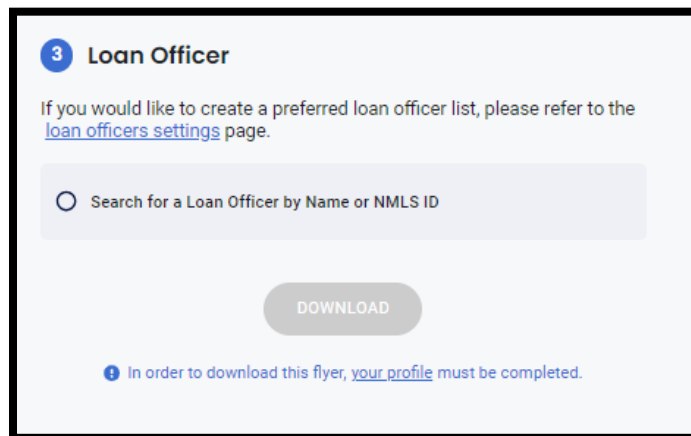 3 Loan Officer
If you would like to create a preferred loan officer list, please refer to the
loan officers settings page.
Search for a Loan Officer by Name or NMLS ID
DOWNLOAD
In order to download this flyer, your profile must be completed.